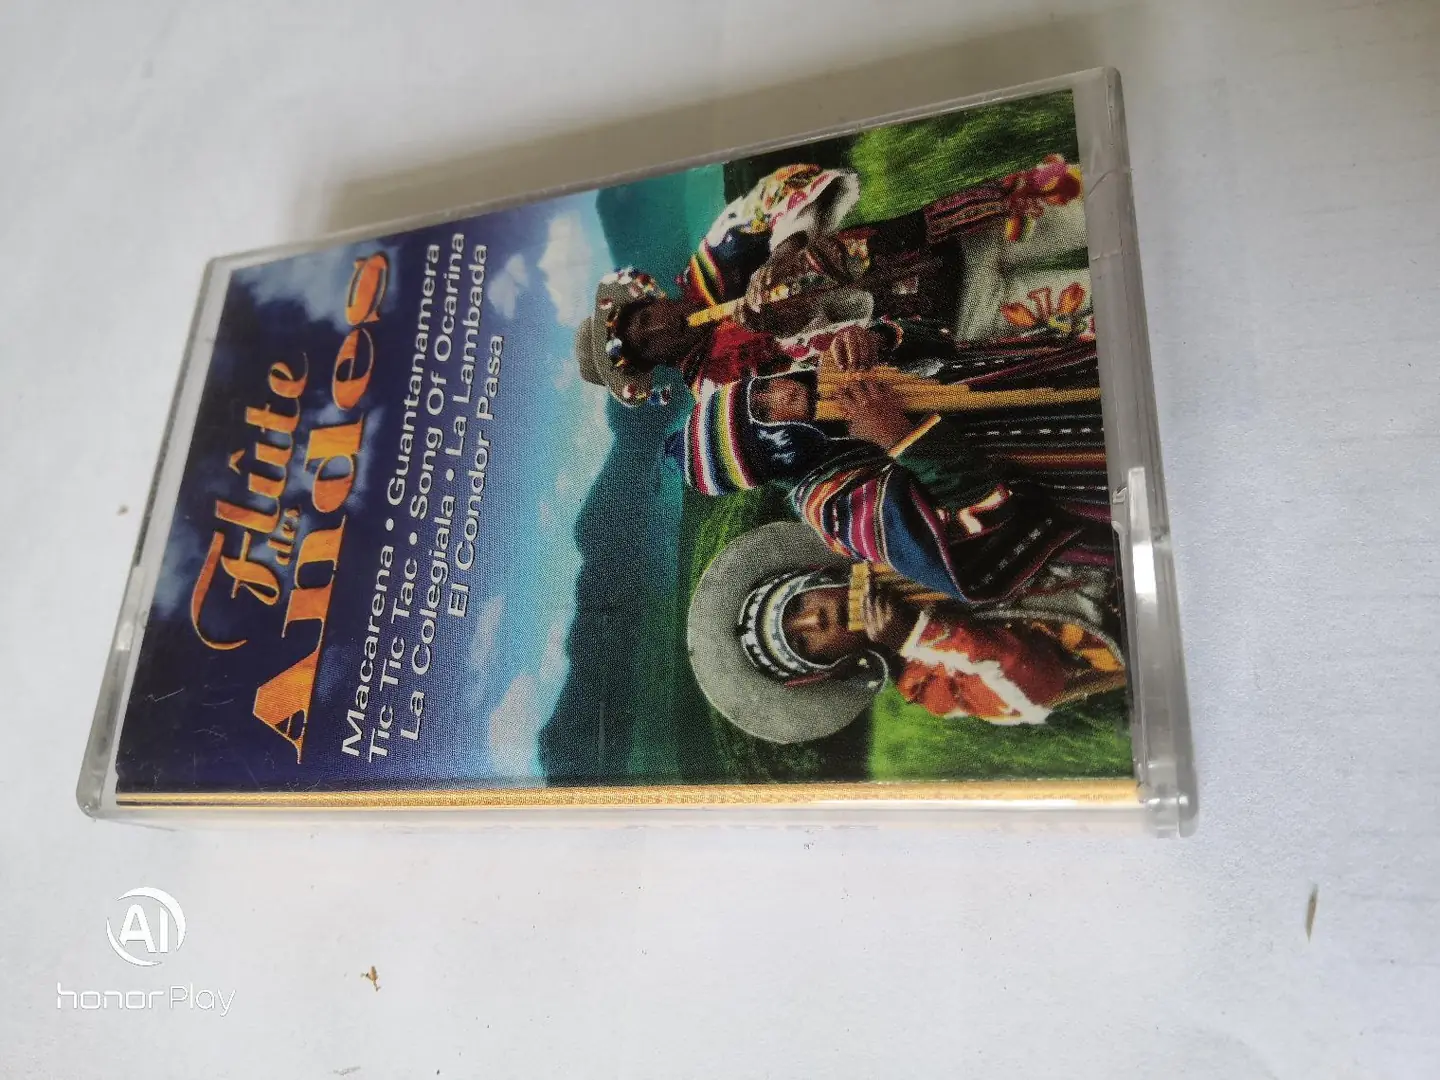 Flûte
des
Andes
Macarena • Guantanamera
Tic Tic Tac • Song Of Ocarina
La Colegiala • La Lambada
El Condor Pasa
AI
honor Play